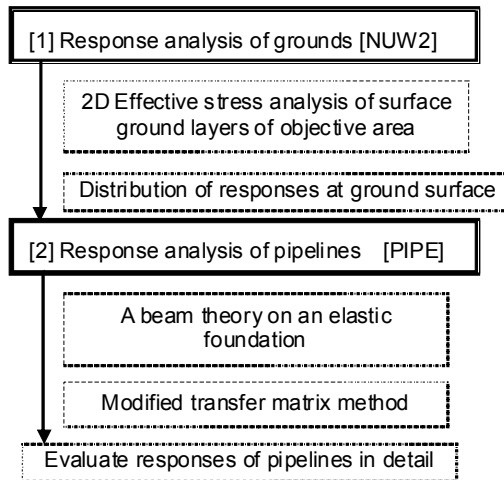 [1] Response analysis of grounds [NUW2]
2D Effective stress analysis of surface
ground layers of objective area
Distribution of responses at ground surface
[2] Response analysis of pipelines [PIPE]
A beam theory on an elastic
foundation
Modified transfer matrix method
Evaluate responses of pipelines in detail